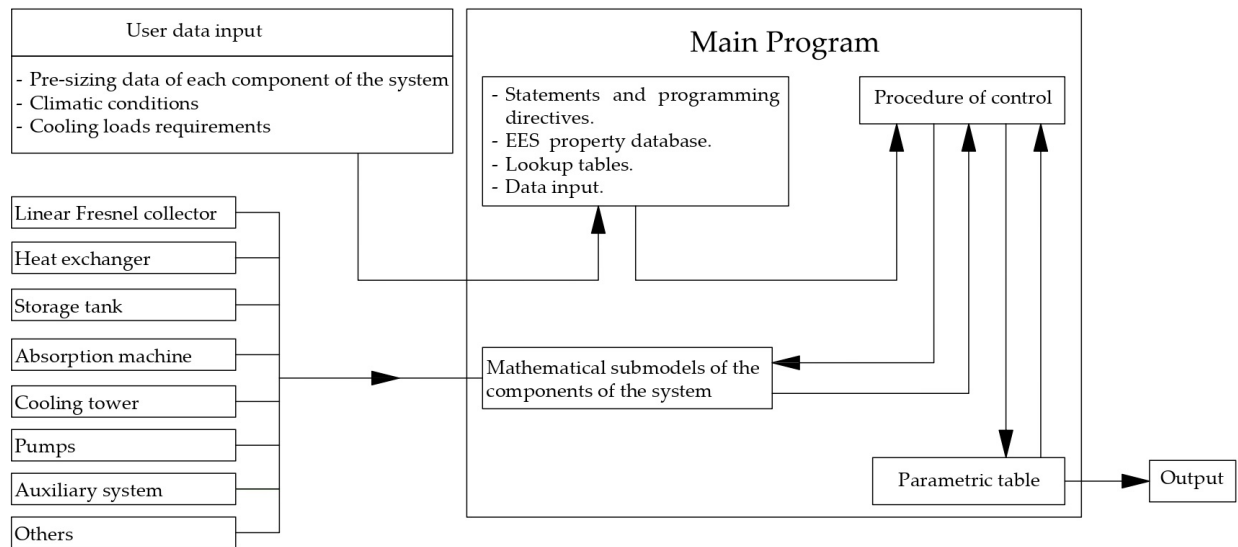 User data input
- Pre-sizing data of each component of the system
- Climatic conditions
- Cooling loads requirements
Main Program
- Statements and programming
directives.
- EES property database.
- Lookup tables.
- Data input.
Procedure of control
Linear Fresnel collector
Heat exchanger
Storage tank
Absorption machine
Cooling tower
Pumps
Auxiliary system
Others
Mathematical submodels of the
components of the system
Parametric table
Output